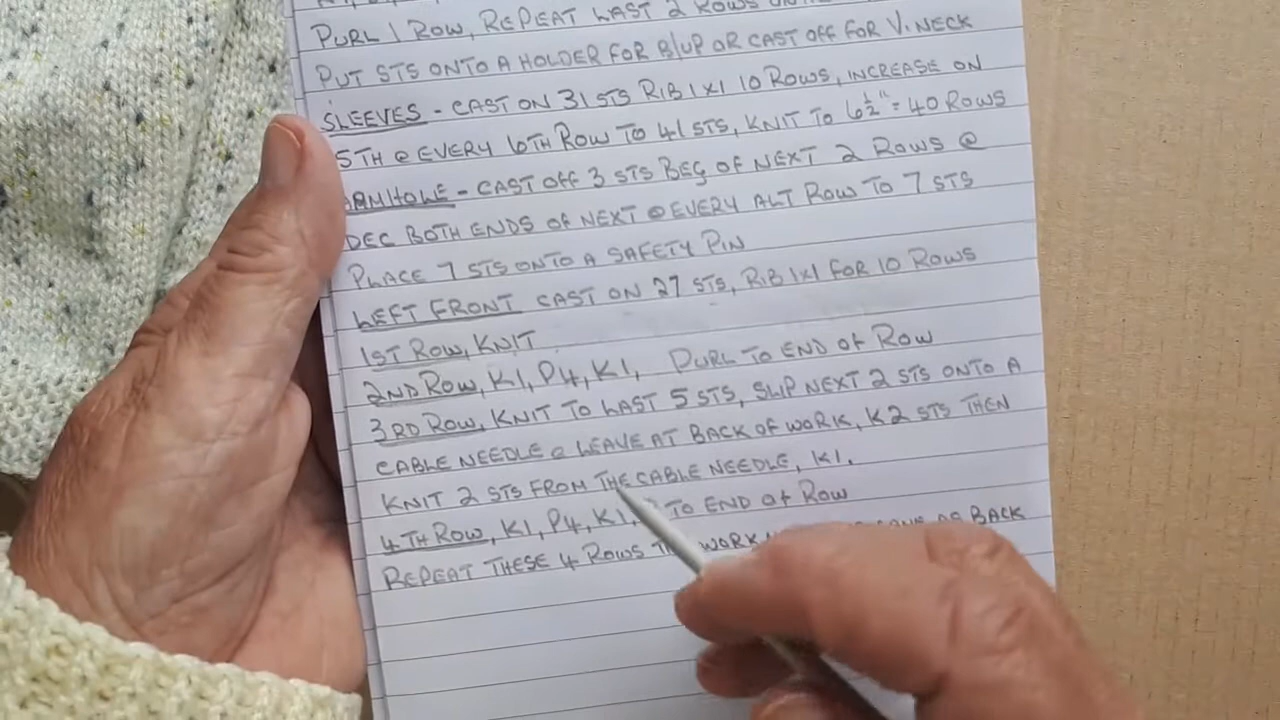 PURL 1 ROW, REPEAT LAST 2 ROWS
PUT STS ONTO A HOLDER FOR B/UP OR CAST OFF FOR V. NECK
SLEEVES - CAST ON 31 STS RIB 1X1 10 ROWS, INCREASE ON
5TH @ EVERY 6TH ROW TO 41 STS, KNIT TO 6½" = 40 ROWS
ARMHOLE - CAST OFF 3 STS BEG OF NEXT 2 ROWS @
DEC BOTH ENDS OF NEXT @ EVERY ALT ROW TO 7 STS
PLACE 7 STS ONTO A SAFETY PIN
LEFT FRONT CAST ON 27 STS, RIB 1X1 FOR 10 ROWS
1ST ROW, KNIT
2ND ROW, K1, P4, K1, PURL TO END OF ROW
3RD ROW, KNIT TO LAST 5 STS, SLIP NEXT 2 STS ONTO A
CABLE NEEDLE @ LEAVE AT BACK OF WORK, K2 STS THEN
KNIT 2 STS FROM THE CABLE NEEDLE, K1.
4TH ROW, K1, P4, K1, TO END OF ROW
REPEAT THESE 4 ROWS WORK BACK